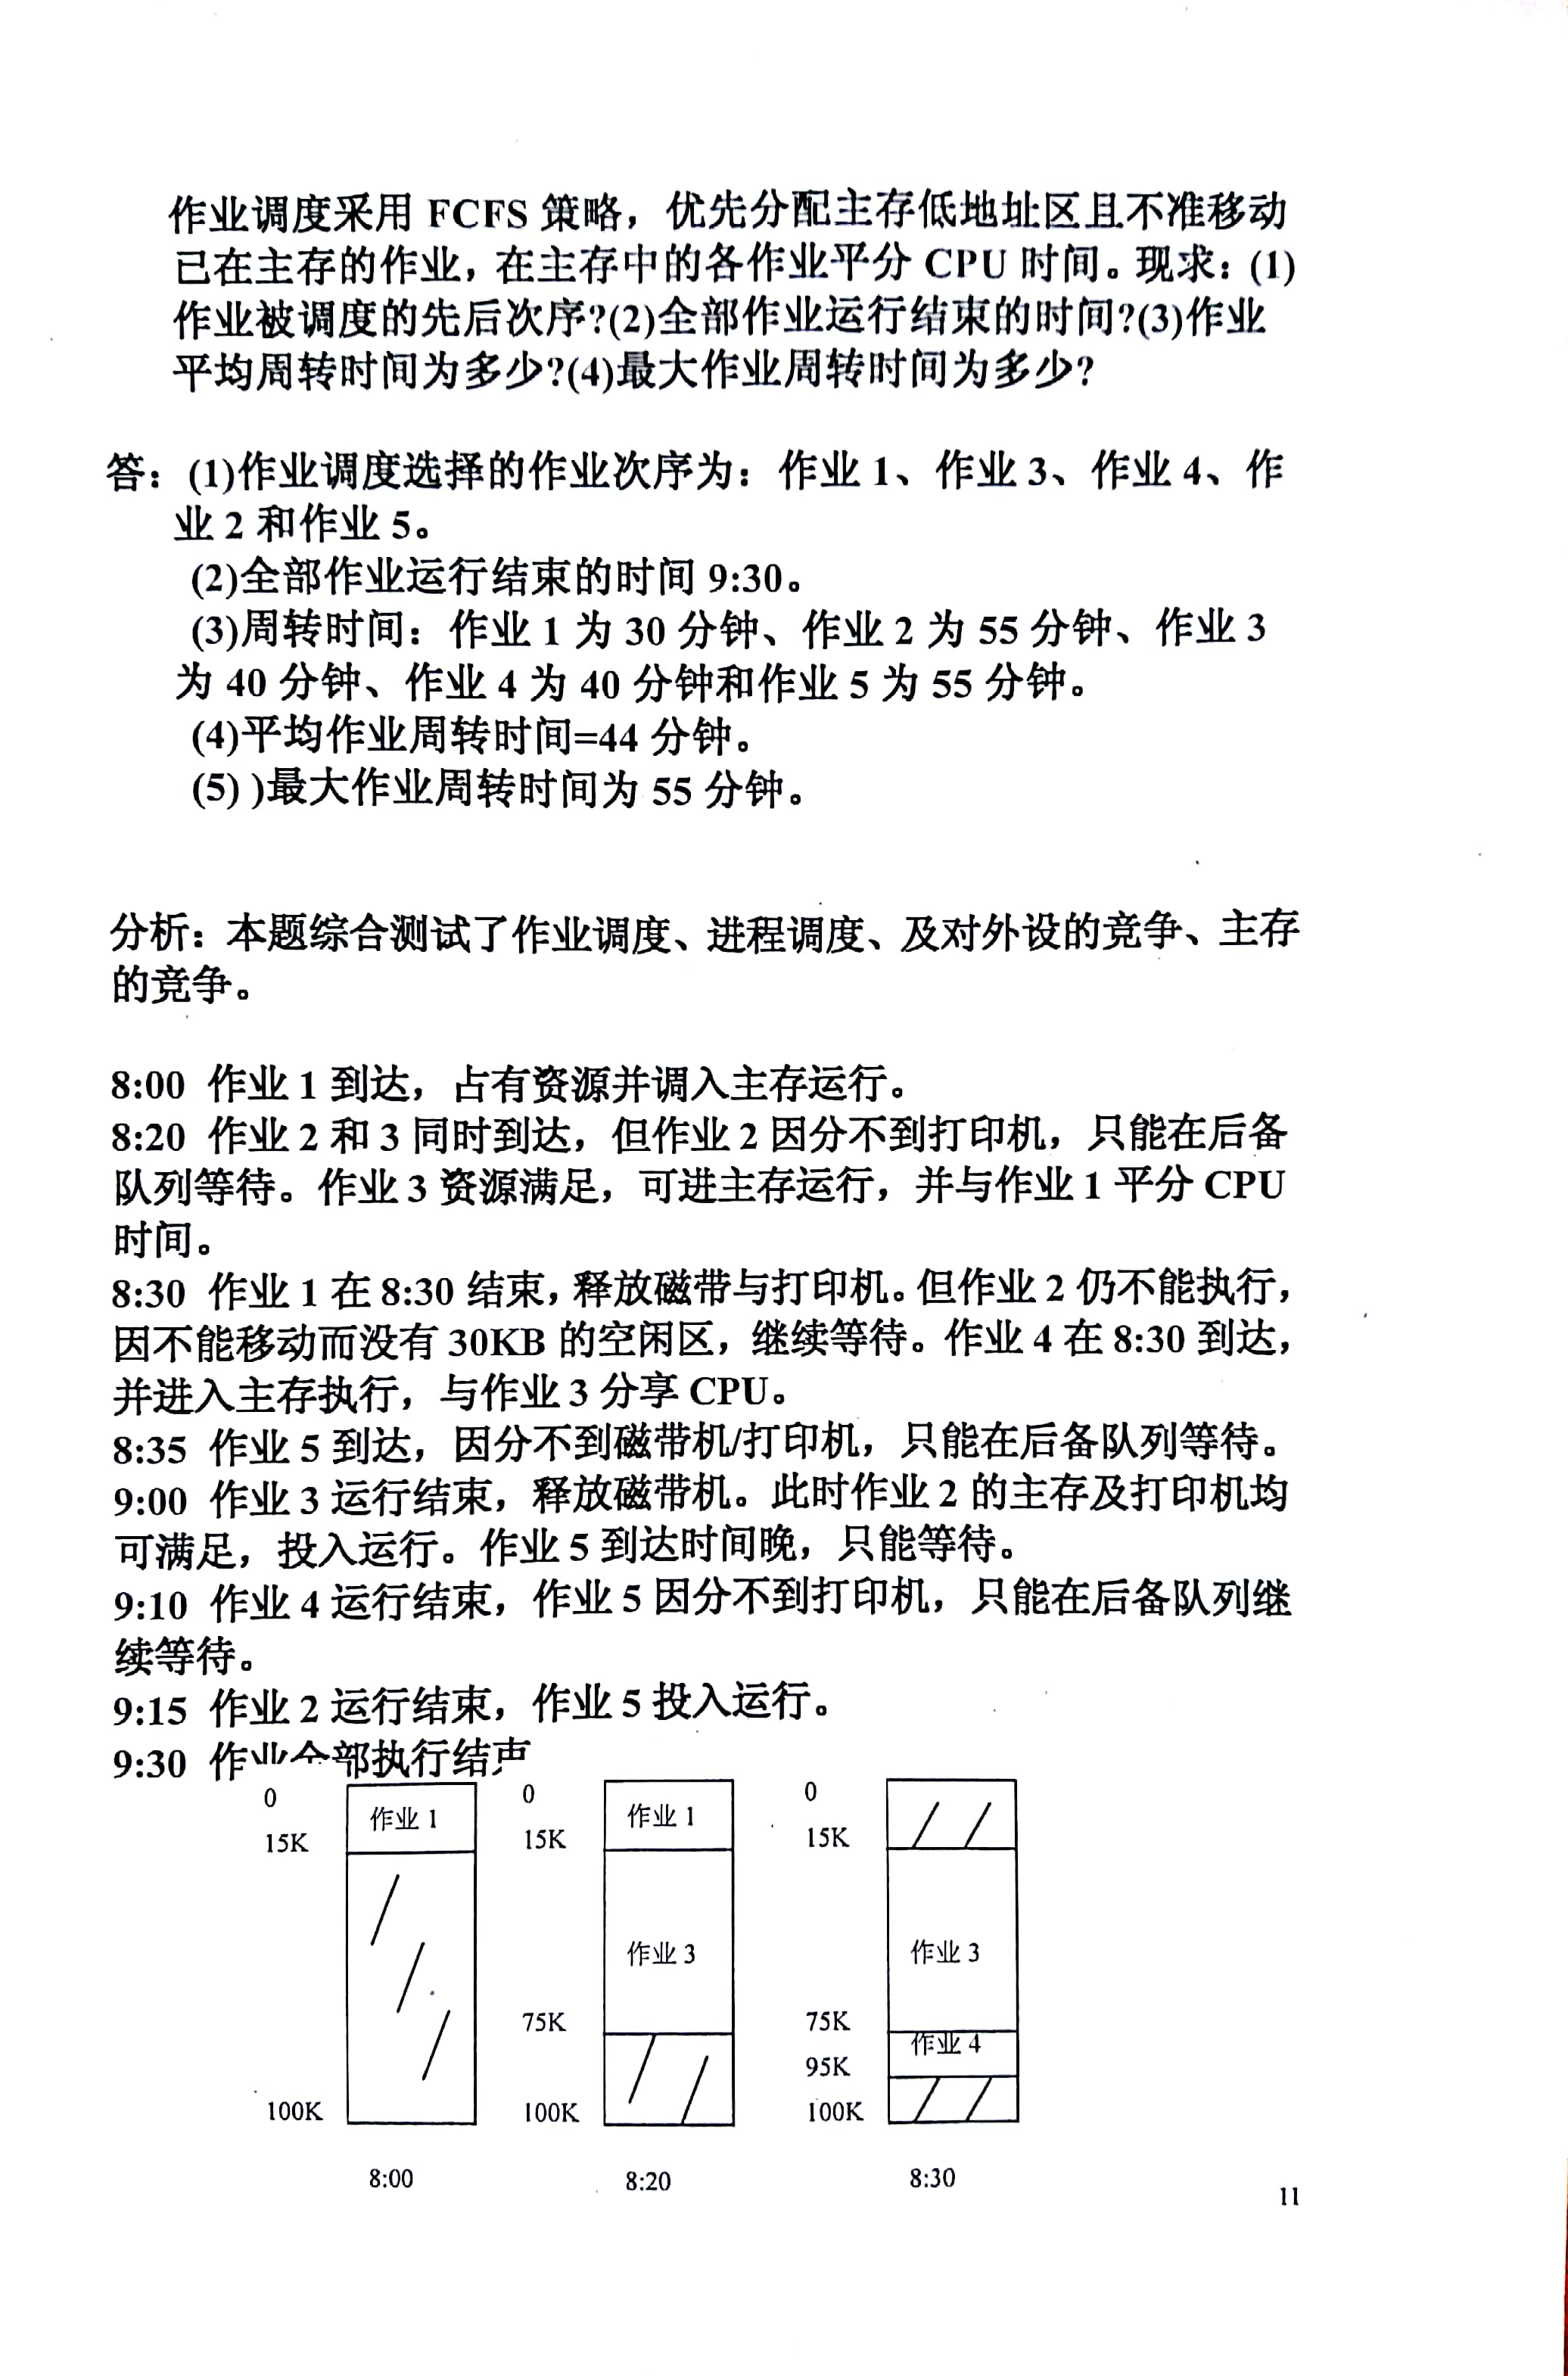 作业调度采用 FCFS 策略，优先分配主存低地址区且不准移动
已在主存的作业，在主存中的各作业平分 CPU 时间。现求：(1)
作业被调度的先后次序?(2)全部作业运行结束的时间?(3)作业
平均周转时间为多少?(4)最大作业周转时间为多少?
答：(1)作业调度选择的作业次序为：作业 1、作业 3、作业 4、作
业 2 和作业 5。
(2)全部作业运行结束的时间 9:30。
(3)周转时间：作业 1 为 30 分钟、作业 2 为 55 分钟、作业 3
为 40 分钟、作业 4 为 40 分钟和作业 5 为 55 分钟。
(4)平均作业周转时间=44 分钟。
(5) )最大作业周转时间为 55 分钟。
分析：本题综合测试了作业调度、进程调度、及对外设的竞争、主存
的竞争。
8:00 作业 1 到达，占有资源并调入主存运行。
8:20 作业 2 和 3 同时到达，但作业 2 因分不到打印机，只能在后备
队列等待。作业 3 资源满足，可进主存运行，并与作业 1 平分 CPU
时间。
8:30 作业 1 在 8:30 结束，释放磁带与打印机。但作业 2 仍不能执行，
因不能移动而没有 30KB 的空闲区，继续等待。作业 4 在 8:30 到达，
并进入主存执行，与作业 3 分享 CPU。
8:35 作业 5 到达，因分不到磁带机/打印机，只能在后备队列等待。
9:00 作业 3 运行结束，释放磁带机。此时作业 2 的主存及打印机均
可满足，投入运行。作业 5 到达时间晚，只能等待。
9:10 作业 4 运行结束，作业 5 因分不到打印机，只能在后备队列继
续等待。
9:15 作业 2 运行结束，作业 5 投入运行。
9:30 作业全部执行结束
0
15K
100K
作业 1
8:00
0
15K
75K
100K
作业 1
作业 3
8:20
0
15K
75K
95K
100K
作业 3
作业 4
8:30
11